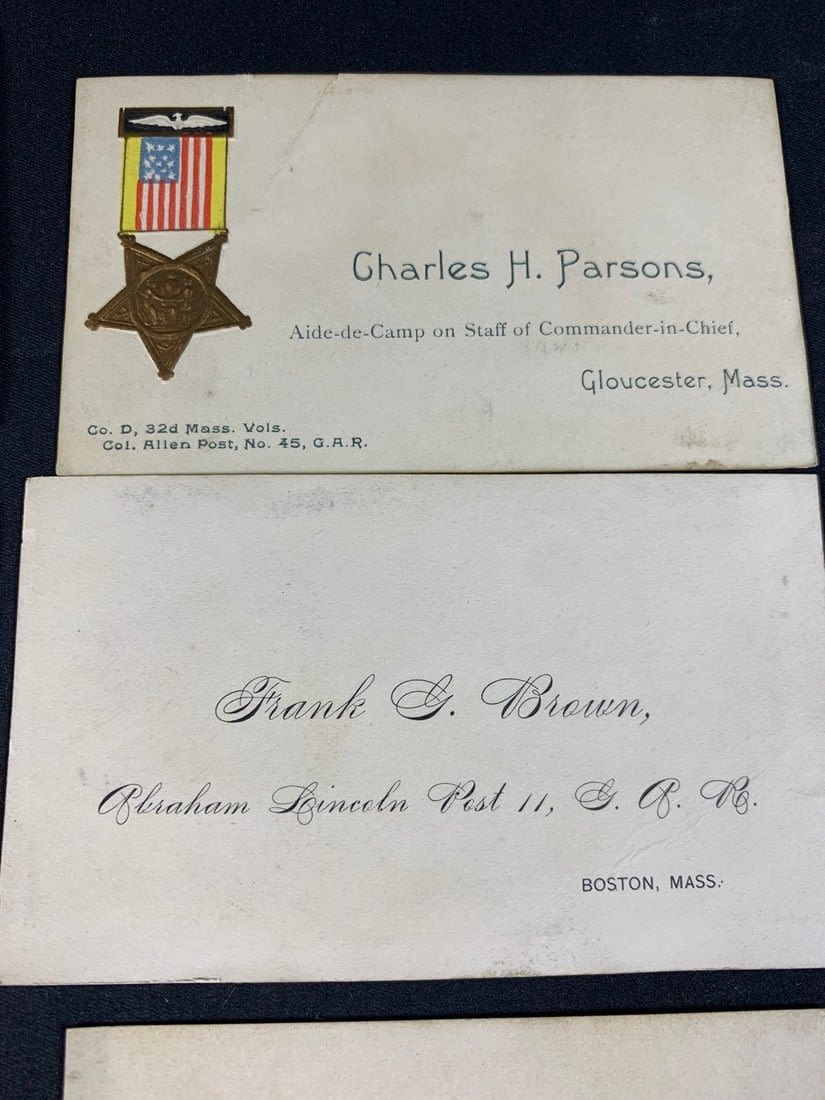 Charles H. Parsons,
Aide-de-Camp on Staff of Commander-in-Chief,
Gloucester, Mass.
Co. D, 32d Mass. Vols.
Col. Allen Post, No. 45, G.A.R.
Frank G. Brown,
Abraham Lincoln Post 11, G. A. R.
BOSTON, MASS.